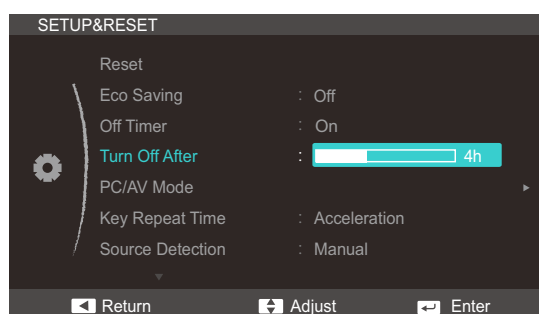 SETUP&RESET
Reset
Eco Saving : Off
Off Timer : On
Turn Off After : 4h
PC/AV Mode
Key Repeat Time : Acceleration
Source Detection : Manual
Return Adjust Enter